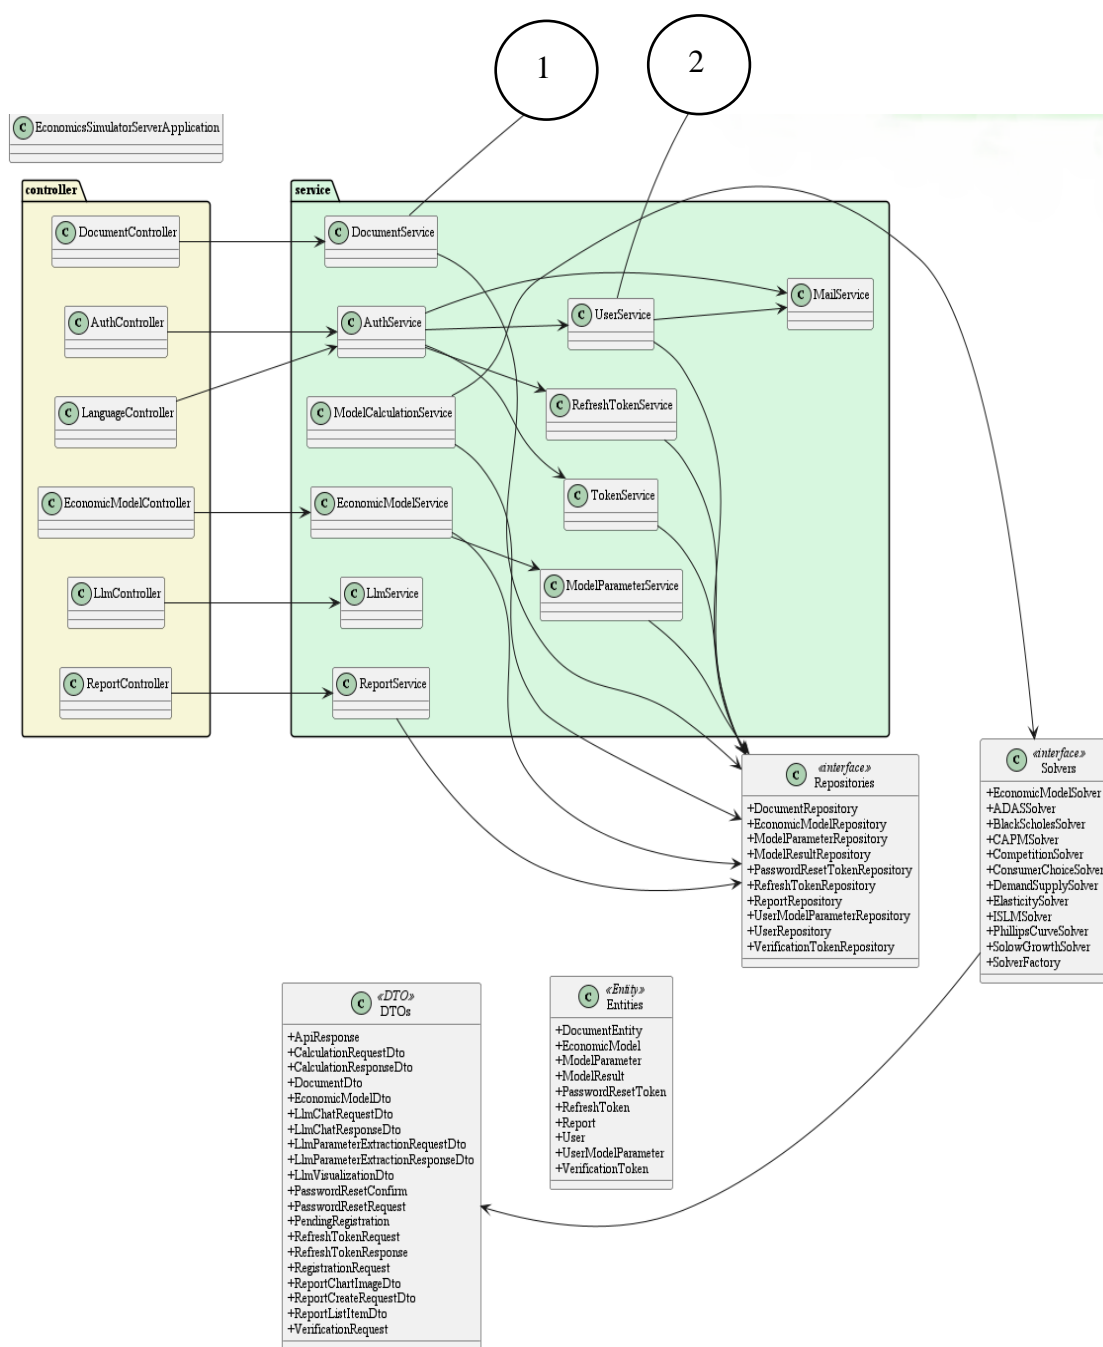 1
2
C EconomicsSimulatorServerApplication
controller
C DocumentController
C AuthController
C LanguageController
C EconomicModelController
C LlmController
C ReportController
service
C DocumentService
C AuthService
C UserService
C MailService
C ModelCalculationService
C RefreshTokenService
C EconomicModelService
C TokenService
C LlmService
C ModelParameterService
C ReportService
C «interface»
Repositories
+DocumentRepository
+EconomicModelRepository
+ModelParameterRepository
+ModelResultRepository
+PasswordResetTokenRepository
+RefreshTokenRepository
+ReportRepository
+UserModelParameterRepository
+UserRepository
+VerificationTokenRepository
C «interface»
Solvers
+EconomicModelSolver
+ADASSolver
+BlackScholesSolver
+CAPMSolver
+CompetitionSolver
+ConsumerChoiceSolver
+DemandSupplySolver
+ElasticitySolver
+ISLMSolver
+PhillipsCurveSolver
+SolowGrowthSolver
+SolverFactory
C «DTO»
DTOs
+ApiResponse
+CalculationRequestDto
+CalculationResponseDto
+DocumentDto
+EconomicModelDto
+LlmChatRequestDto
+LlmChatResponseDto
+LlmParameterExtractionRequestDto
+LlmParameterExtractionResponseDto
+LlmVisualizationDto
+PasswordResetConfirm
+PasswordResetRequest
+PendingRegistration
+RefreshTokenRequest
+RefreshTokenResponse
+RegistrationRequest
+ReportChartImageDto
+ReportCreateRequestDto
+ReportListItemDto
+VerificationRequest
C «Entity»
Entities
+DocumentEntity
+EconomicModel
+ModelParameter
+ModelResult
+PasswordResetToken
+RefreshToken
+Report
+User
+UserModelParameter
+VerificationToken